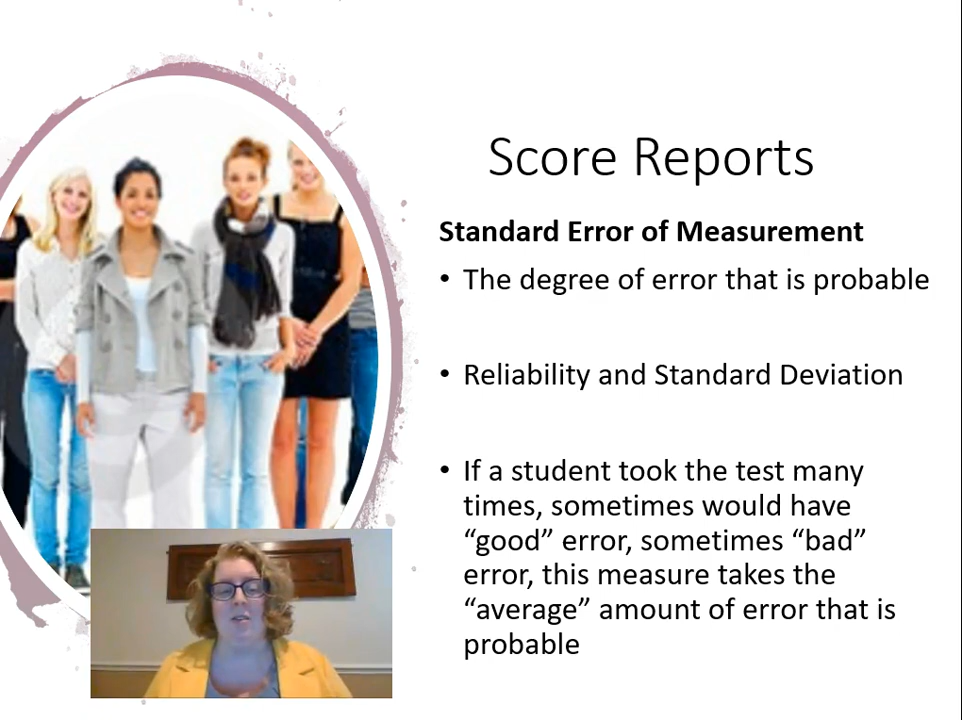 Score Reports
Standard Error of Measurement
• The degree of error that is probable
• Reliability and Standard Deviation
• If a student took the test many
times, sometimes would have
“good” error, sometimes “bad”
error, this measure takes the
“average” amount of error that is
probable